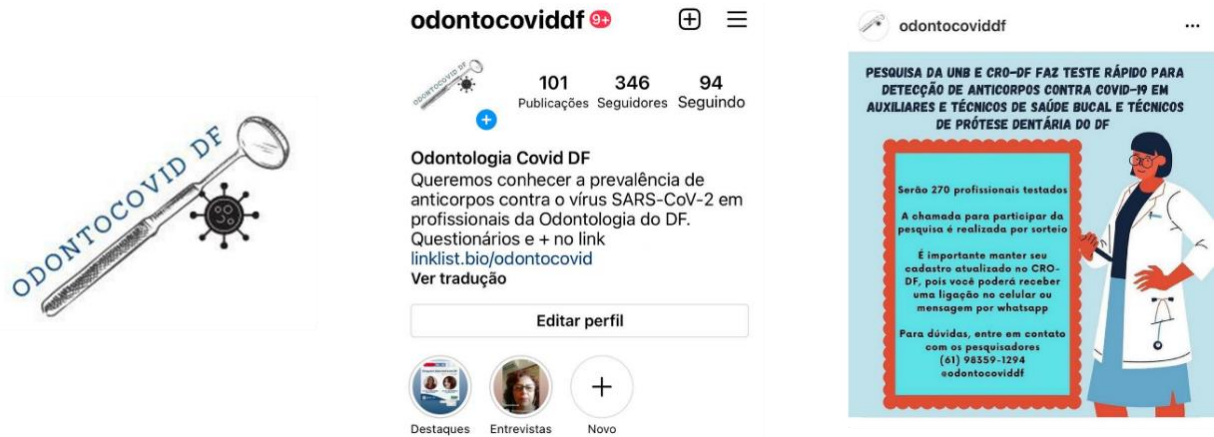 ODONTOCOVID DF
odontocoviddf 9+
ODONTOCOVID DF
101 346 94
Publicações Seguidores Seguindo
Odontologia Covid DF
Queremos conhecer a prevalência de
anticorpos contra o vírus SARS-CoV-2 em
profissionais da Odontologia do DF.
Questionários e + no link
linklist.bio/odontocovid
Ver tradução
Editar perfil
Destaques Entrevistas Novo
odontocoviddf
PESQUISA DA UNB E CRO-DF FAZ TESTE RÁPIDO PARA
DETECÇÃO DE ANTICORPOS CONTRA COVID-19 EM
AUXILIARES E TÉCNICOS DE SAÚDE BUCAL E TÉCNICOS
DE PRÓTESE DENTÁRIA DO DF
Serão 270 profissionais testados
A chamada para participar da
pesquisa é realizada por sorteio
É importante manter seu
cadastro atualizado no CRO-
DF, pois você poderá receber
uma ligação no celular ou
mensagem por whatsapp
Para dúvidas, entre em contato
com os pesquisadores
(61) 98359-1294
@odontocoviddf